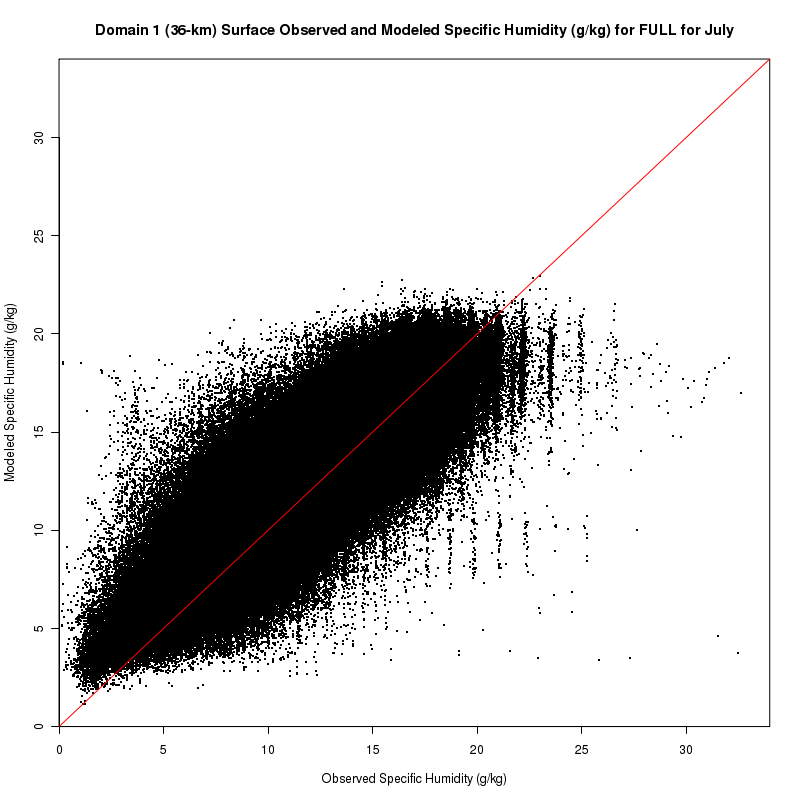 Domain 1 (36-km) Surface Observed and Modeled Specific Humidity (g/kg) for FULL for July
Modeled Specific Humidity (g/kg)
30
25
20
15
10
5
0
0 5 10 15 20 25 30
Observed Specific Humidity (g/kg)